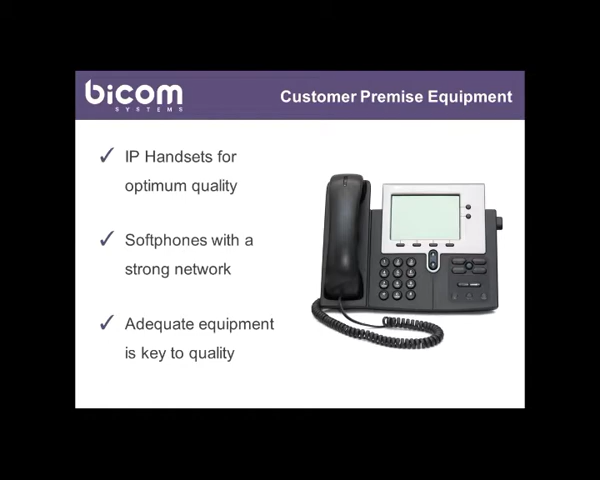 bicom
SYSTEMS
Customer Premise Equipment
✓ IP Handsets for
optimum quality
✓ Softphones with a
strong network
✓ Adequate equipment
is key to quality